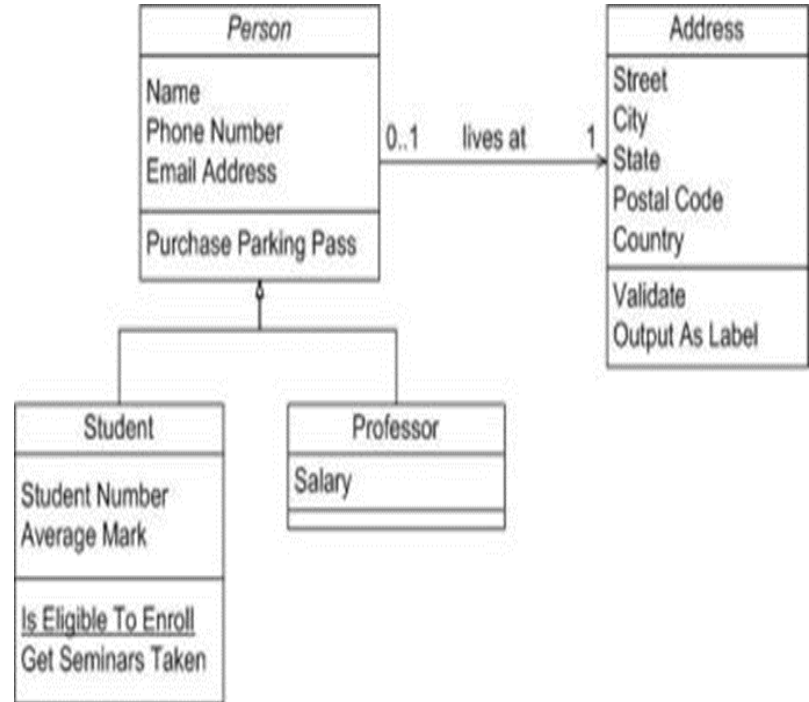 Person
Name
Phone Number
Email Address
Purchase Parking Pass
0..1 lives at 1
Address
Street
City
State
Postal Code
Country
Validate
Output As Label
Student
Student Number
Average Mark
Is Eligible To Enroll
Get Seminars Taken
Professor
Salary